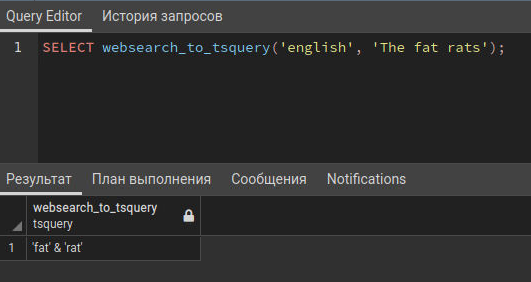 Query Editor История запросов
1 SELECT websearch_to_tsquery('english', 'The fat rats');
Результат План выполнения Сообщения Notifications
websearch_to_tsquery
tsquery
1 'fat' & 'rat'